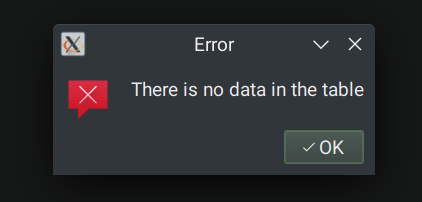 Error
There is no data in the table
OK